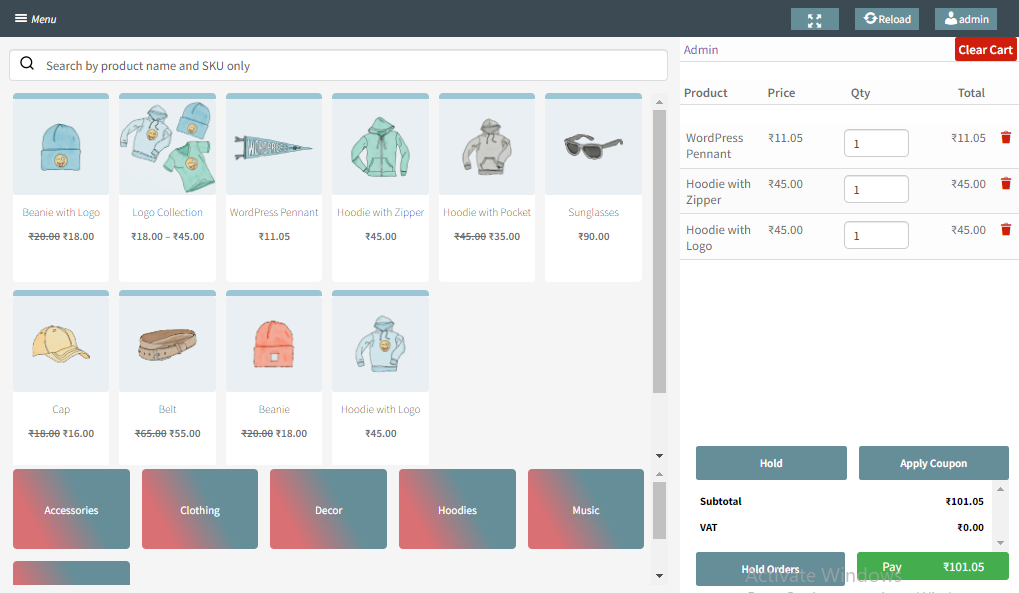 Menu
Reload
admin
Search by product name and SKU only
Admin
Clear Cart
Product Price Qty Total
WordPress Pennant ₹11.05 1 ₹11.05
Hoodie with Zipper ₹45.00 1 ₹45.00
Hoodie with Logo ₹45.00 1 ₹45.00
WORDPRESS
Beanie with Logo
₹20.00 ₹18.00
Logo Collection
₹18.00 – ₹45.00
WordPress Pennant
₹11.05
Hoodie with Zipper
₹45.00
Hoodie with Pocket
₹45.00 ₹35.00
Sunglasses
₹90.00
Cap
₹18.00 ₹16.00
Belt
₹65.00 ₹55.00
Beanie
₹20.00 ₹18.00
Hoodie with Logo
₹45.00
Accessories
Clothing
Decor
Hoodies
Music
Hold
Apply Coupon
Subtotal ₹101.05
VAT ₹0.00
Hold Orders
Pay ₹101.05
Activate Windows